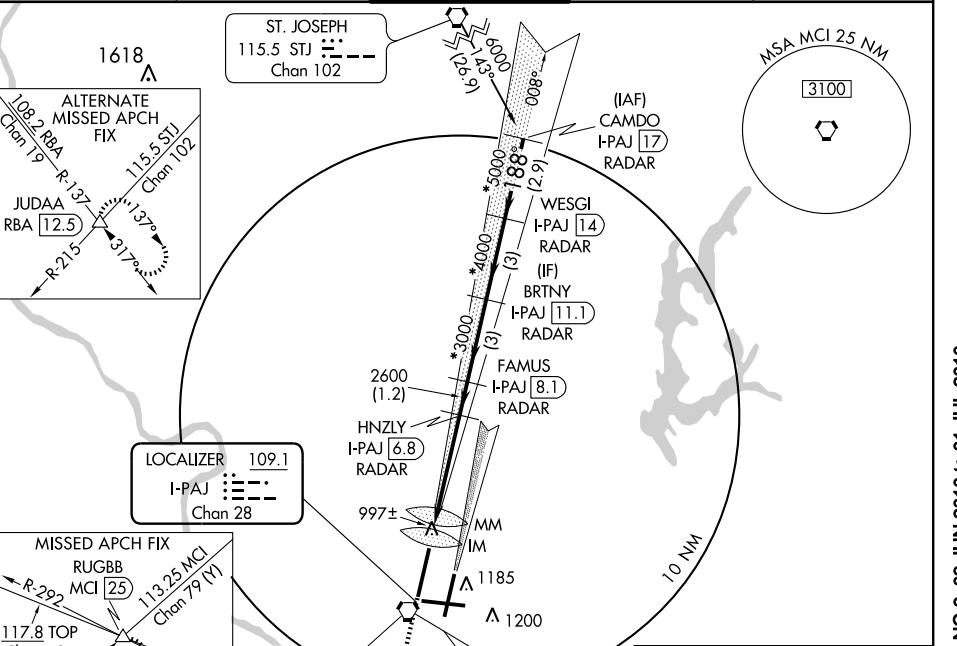 ST. JOSEPH
115.5 STJ
Chan 102
1618
ALTERNATE
MISSED APCH
FIX
108.2 RBA
Chan 19
R-137
115.5 STJ
Chan 102
JUDAA
RBA 12.5
137°
317°
R-215
6000
143°
(26.9)
008°
(IAF)
CAMDO
I-PAJ 17
RADAR
*5000
188°
(2.9)
WESGI
I-PAJ 14
RADAR
*4000
(3)
(IF)
BRTNY
I-PAJ 11.1
RADAR
*3000
(3)
FAMUS
I-PAJ 8.1
RADAR
2600
(1.2)
HNZLY
I-PAJ 6.8
RADAR
MSA MCI 25 NM
3100
LOCALIZER 109.1
I-PAJ
Chan 28
997±
MM
IM
1185
1200
10 NM
MISSED APCH FIX
RUGBB
MCI 25
R-292
113.25 MCI
Chan 79 (Y)
117.8 TOP